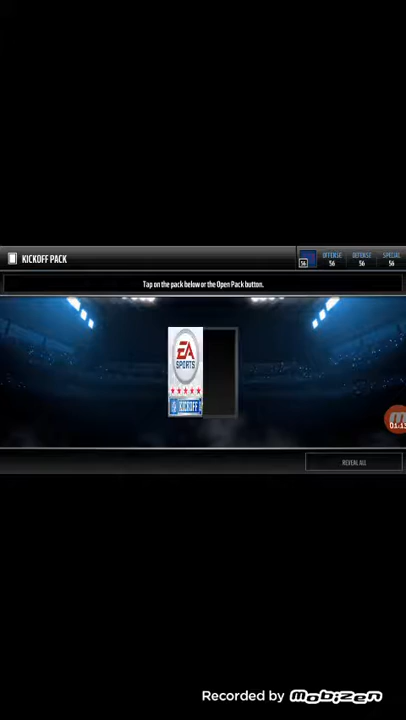 KICKOFF PACK
56
OFFENSE
56
DEFENSE
56
SPECIAL
56
Tap on the pack below or the Open Pack button.
EA
SPORTS
KICKOFF
REVEAL ALL
Recorded by Mobizen